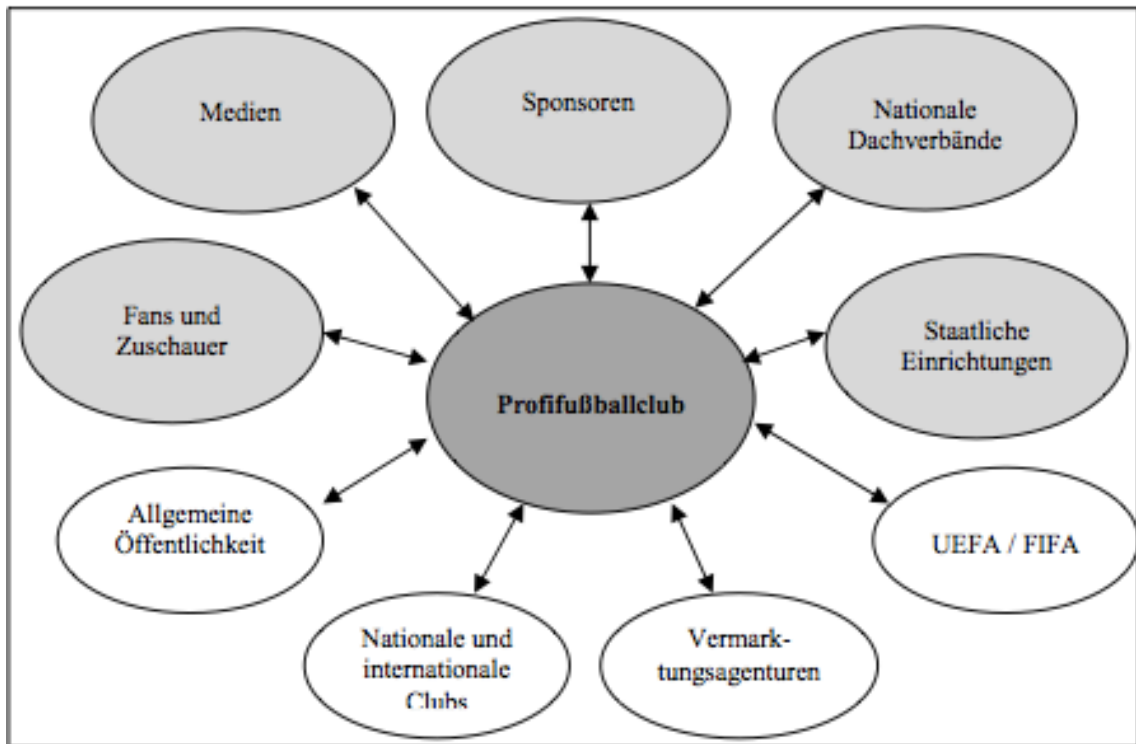 Medien
Sponsoren
Nationale
Dachverbände
Fans und
Zuschauer
Staatliche
Einrichtungen
Profifußballclub
Allgemeine
Öffentlichkeit
UEFA / FIFA
Nationale und
internationale
Clubs
Vermark-
tungsagenturen